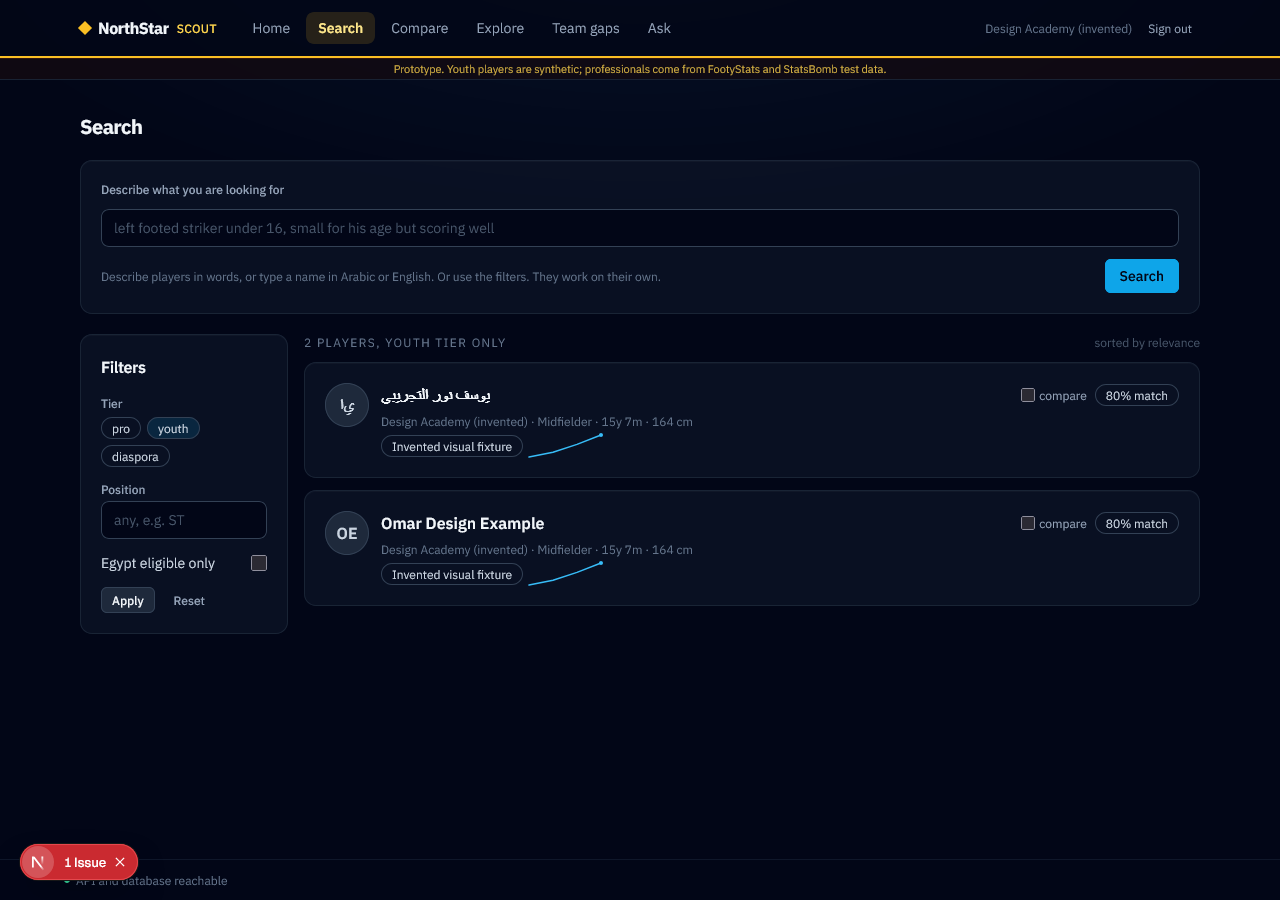 NorthStar SCOUT Home Search Compare Explore Team gaps Ask Design Academy (invented) Sign out
Prototype. Youth players are synthetic; professionals come from FootyStats and StatsBomb test data.
Search
Describe what you are looking for
left footed striker under 16, small for his age but scoring well
Describe players in words, or type a name in Arabic or English. Or use the filters. They work on their own.
Search
Filters
Tier
pro youth
diaspora
Position
any, e.g. ST
Egypt eligible only
Apply Reset
2 PLAYERS, YOUTH TIER ONLY sorted by relevance
يا
يوسف نور التجريبي
compare 80% match
Design Academy (invented) · Midfielder · 15y 7m · 164 cm
Invented visual fixture
OE
Omar Design Example
compare 80% match
Design Academy (invented) · Midfielder · 15y 7m · 164 cm
Invented visual fixture
N 1 Issue
API and database reachable